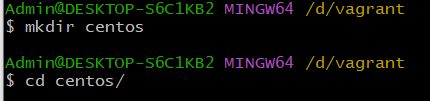 Admin@DESKTOP-S6C1KB2 MINGW64 /d/vagrant
$ mkdir centos
Admin@DESKTOP-S6C1KB2 MINGW64 /d/vagrant
$ cd centos/